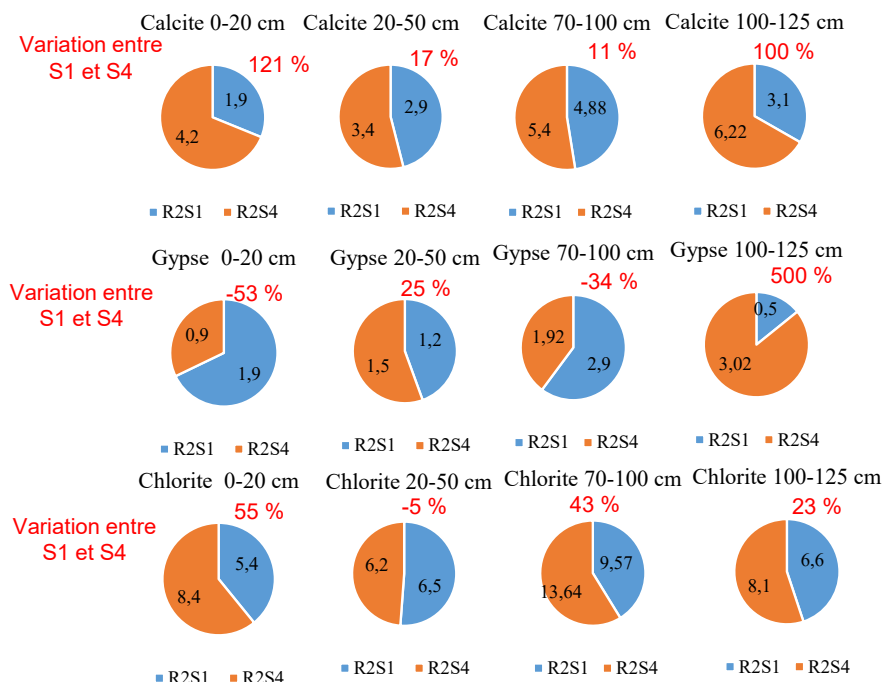 Calcite 0-20 cm
Calcite 20-50 cm
Calcite 70-100 cm
Calcite 100-125 cm
Variation entre
S1 et S4
121 %
17 %
11 %
100 %
1,9
4,2
2,9
3,4
4,88
5,4
3,1
6,22
R2S1 R2S4
R2S1 R2S4
R2S1 R2S4
R2S1 R2S4
Gypse 0-20 cm
Gypse 20-50 cm
Gypse 70-100 cm
Gypse 100-125 cm
Variation entre
S1 et S4
-53 %
25 %
-34 %
500 %
0,9
1,9
1,2
1,5
1,92
2,9
0,5
3,02
R2S1 R2S4
R2S1 R2S4
R2S1 R2S4
R2S1 R2S4
Chlorite 0-20 cm
Chlorite 20-50 cm
Chlorite 70-100 cm
Chlorite 100-125 cm
Variation entre
S1 et S4
55 %
-5 %
43 %
23 %
5,4
8,4
6,2
6,5
9,57
13,64
6,6
8,1
R2S1 R2S4
R2S1 R2S4
R2S1 R2S4
R2S1 R2S4